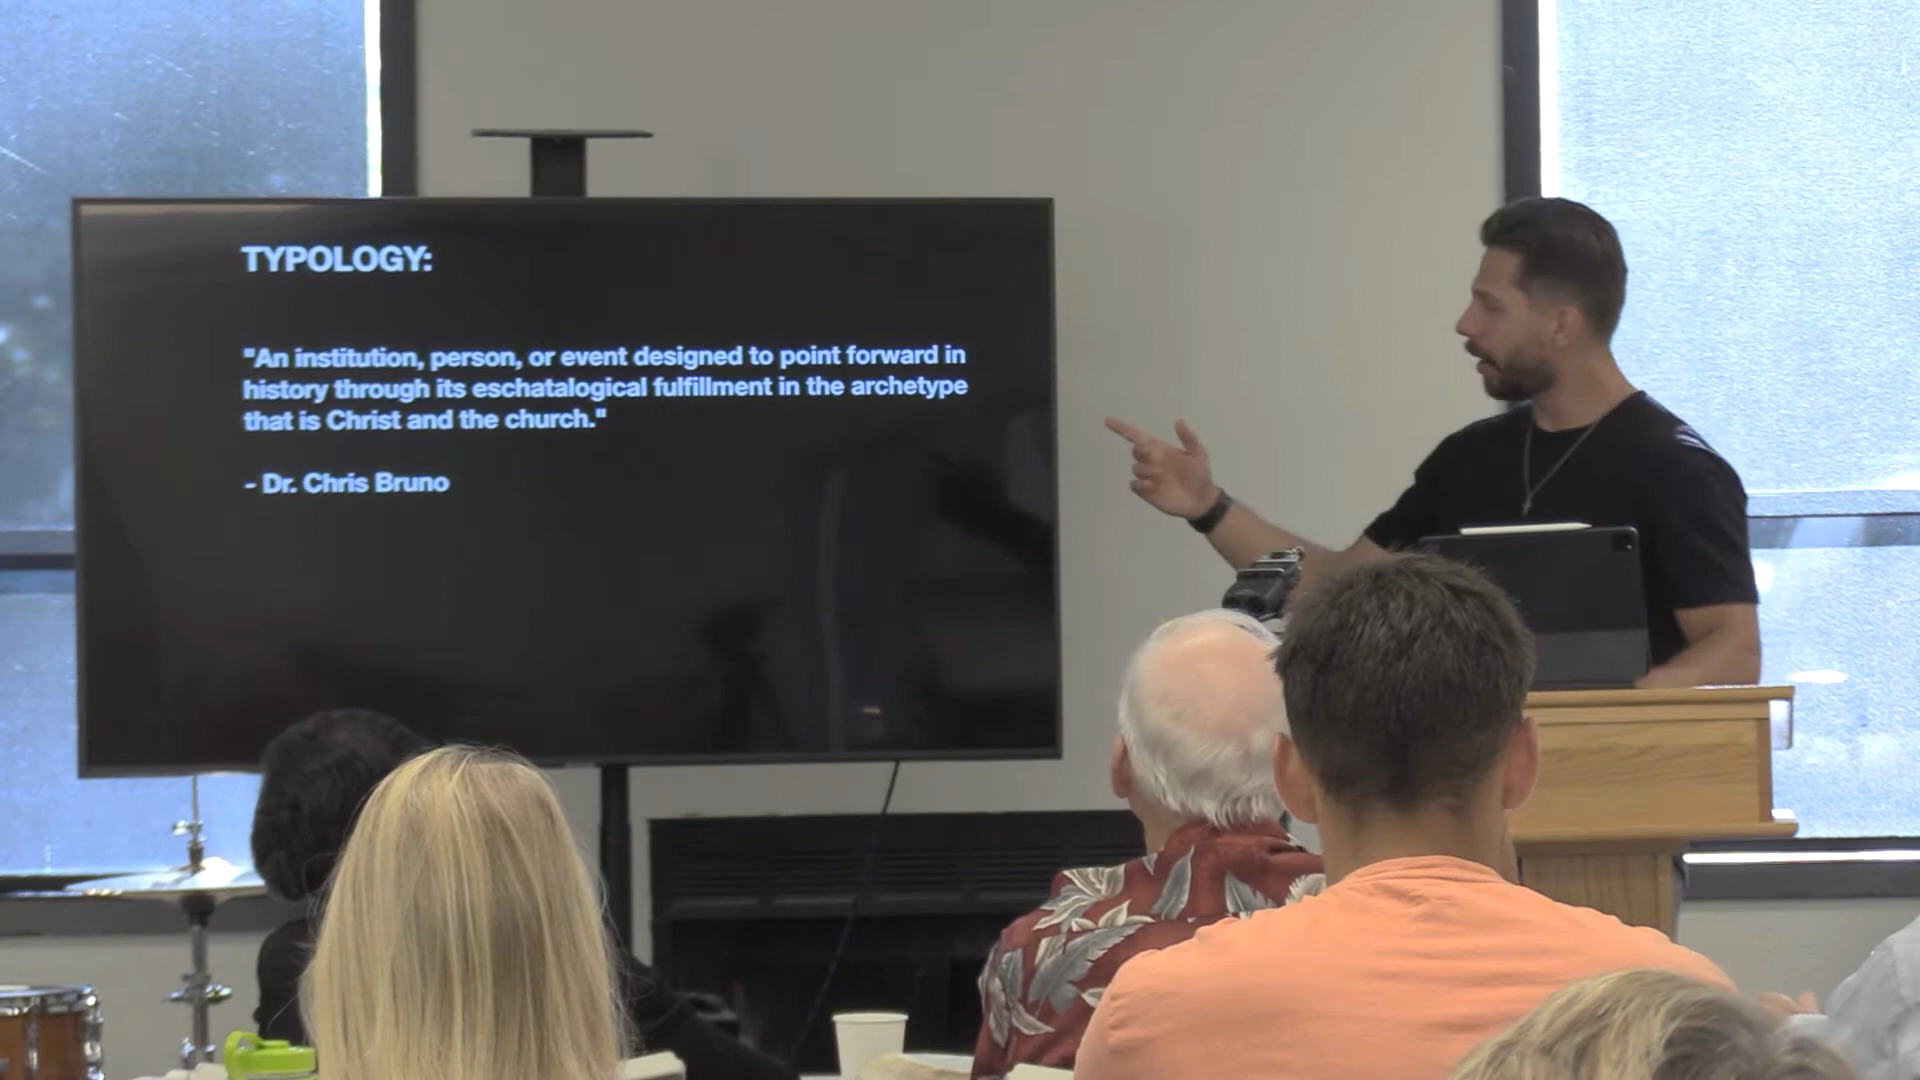 TYPOLOGY:
"An institution, person, or event designed to point forward in
history through its eschatalogical fulfillment in the archetype
that is Christ and the church."
- Dr. Chris Bruno